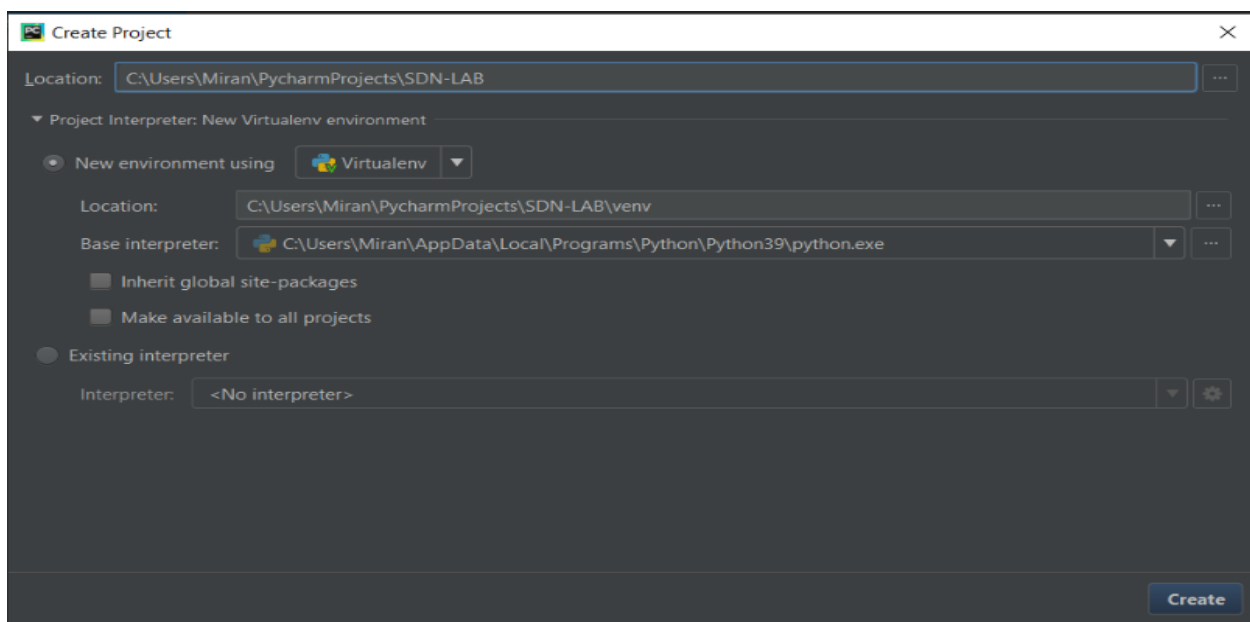 PC Create Project
Location: C:\Users\Miran\PycharmProjects\SDN-LAB ...
Project Interpreter: New Virtualenv environment
New environment using Virtualenv
Location: C:\Users\Miran\PycharmProjects\SDN-LAB\venv ...
Base interpreter: C:\Users\Miran\AppData\Local\Programs\Python\Python39\python.exe ...
Inherit global site-packages
Make available to all projects
Existing interpreter
Interpreter: <No interpreter>
Create